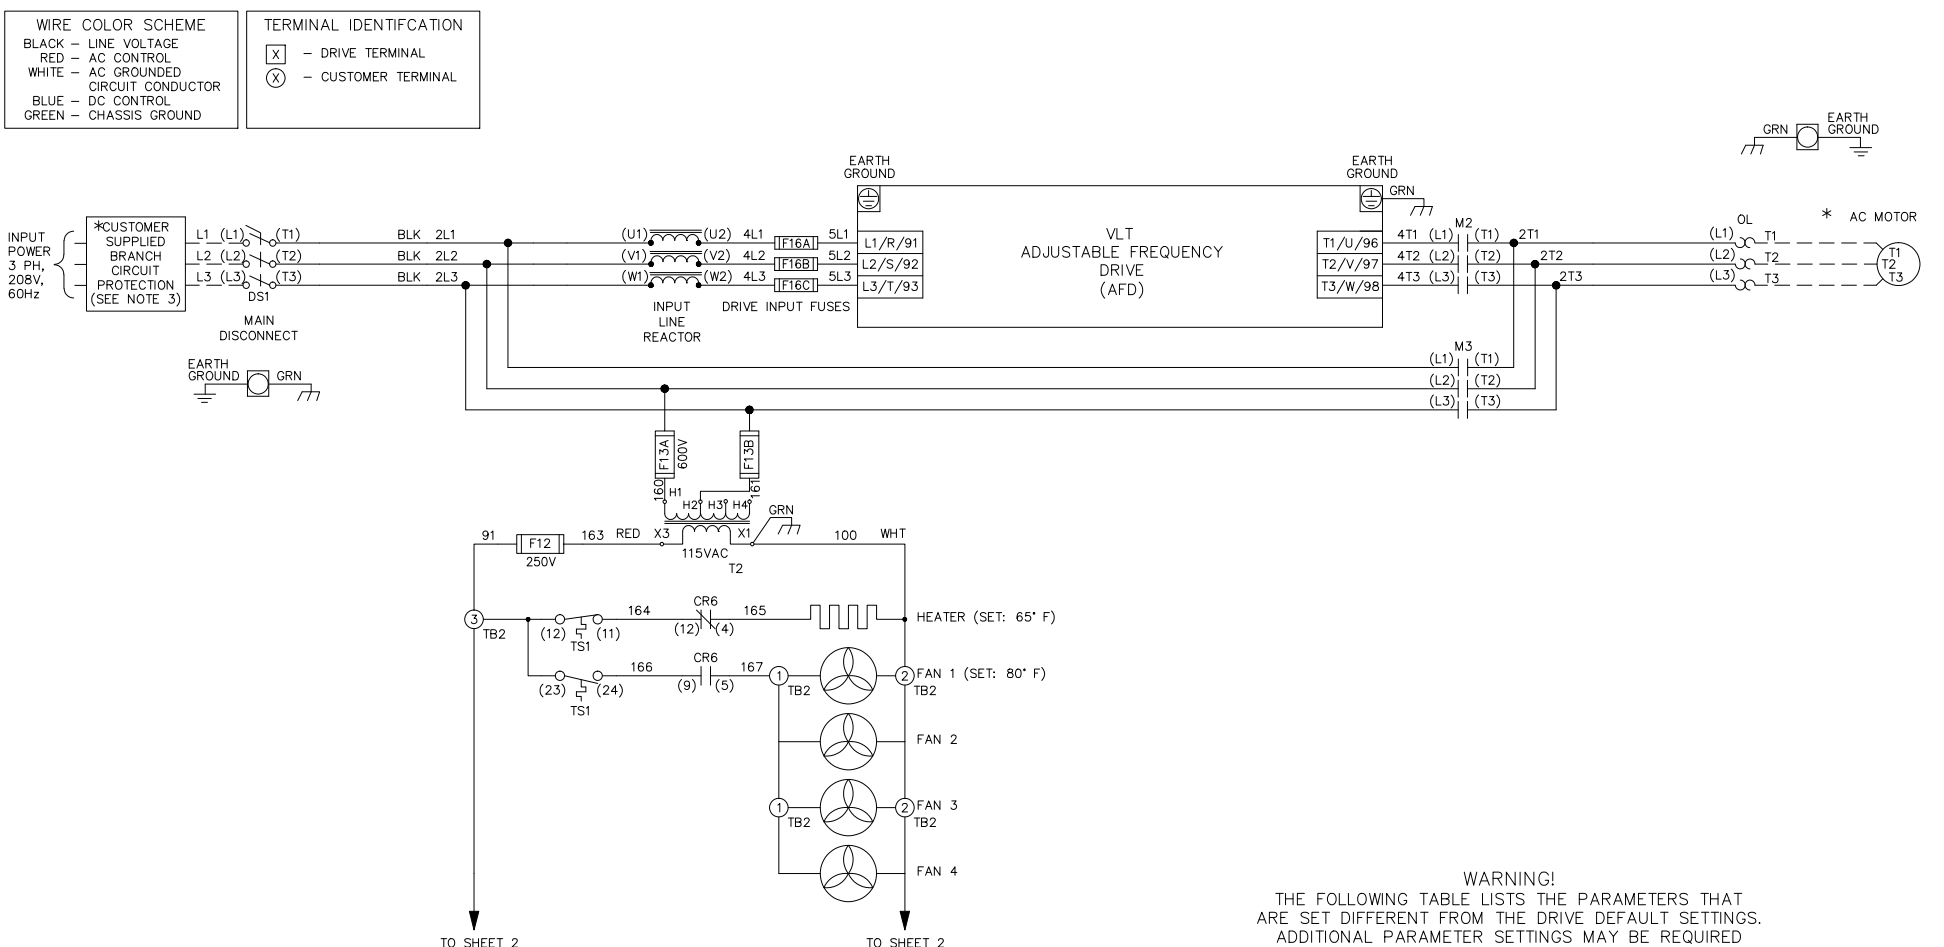 WIRE COLOR SCHEME
BLACK – LINE VOLTAGE
RED – AC CONTROL
WHITE – AC GROUNDED
CIRCUIT CONDUCTOR
BLUE – DC CONTROL
GREEN – CHASSIS GROUND
TERMINAL IDENTIFCATION
X – DRIVE TERMINAL
X – CUSTOMER TERMINAL
GRN
EARTH
GROUND
INPUT
POWER
3 PH,
208V,
60Hz
*CUSTOMER
SUPPLIED
BRANCH
CIRCUIT
PROTECTION
(SEE NOTE 3)
L1 (L1) (T1) BLK 2L1 (U1) (U2) 4L1 F16A 5L1 L1/R/91
L2 (L2) (T2) BLK 2L2 (V1) (V2) 4L2 F16B 5L2 L2/S/92
L3 (L3) (T3) BLK 2L3 (W1) (W2) 4L3 F16C 5L3 L3/T/93
DS1
MAIN
DISCONNECT
EARTH
GROUND GRN
INPUT
LINE
REACTOR
DRIVE INPUT FUSES
EARTH
GROUND
VLT
ADJUSTABLE FREQUENCY
DRIVE
(AFD)
EARTH
GROUND
GRN
M2
T1/U/96 4T1 (L1) (T1) 2T1
T2/V/97 4T2 (L2) (T2) 2T2
T3/W/98 4T3 (L3) (T3) 2T3
OL
(L1) T1
(L2) T2
(L3) T3
* AC MOTOR
T1
T2
T3
M3
(L1) (T1)
(L2) (T2)
(L3) (T3)
F13A
600V
F13B
160
H1
H2 H3 H4
161
GRN
91 F12 163 RED X3 X1 100 WHT
250V
115VAC
T2
3
TB2
(12) (11)
TS1
164
CR6
(12) (4)
165
HEATER (SET: 65° F)
(23) (24)
TS1
166
CR6
(9) (5)
167
1
TB2
2
TB2
FAN 1 (SET: 80° F)
FAN 2
1
TB2
2
TB2
FAN 3
FAN 4
TO SHEET 2
TO SHEET 2
WARNING!
THE FOLLOWING TABLE LISTS THE PARAMETERS THAT
ARE SET DIFFERENT FROM THE DRIVE DEFAULT SETTINGS.
ADDITIONAL PARAMETER SETTINGS MAY BE REQUIRED